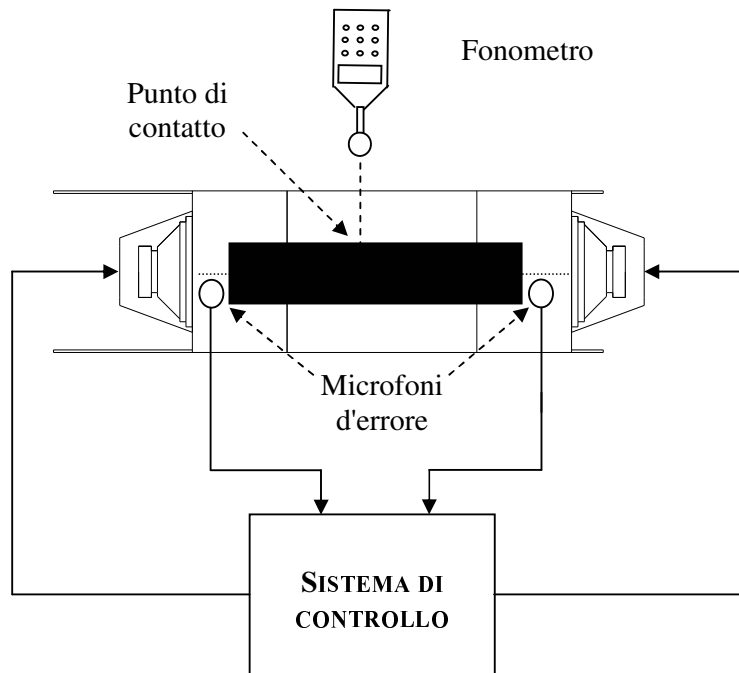 Fonometro
Punto di
contatto
Microfoni
d'errore
SISTEMA DI
CONTROLLO